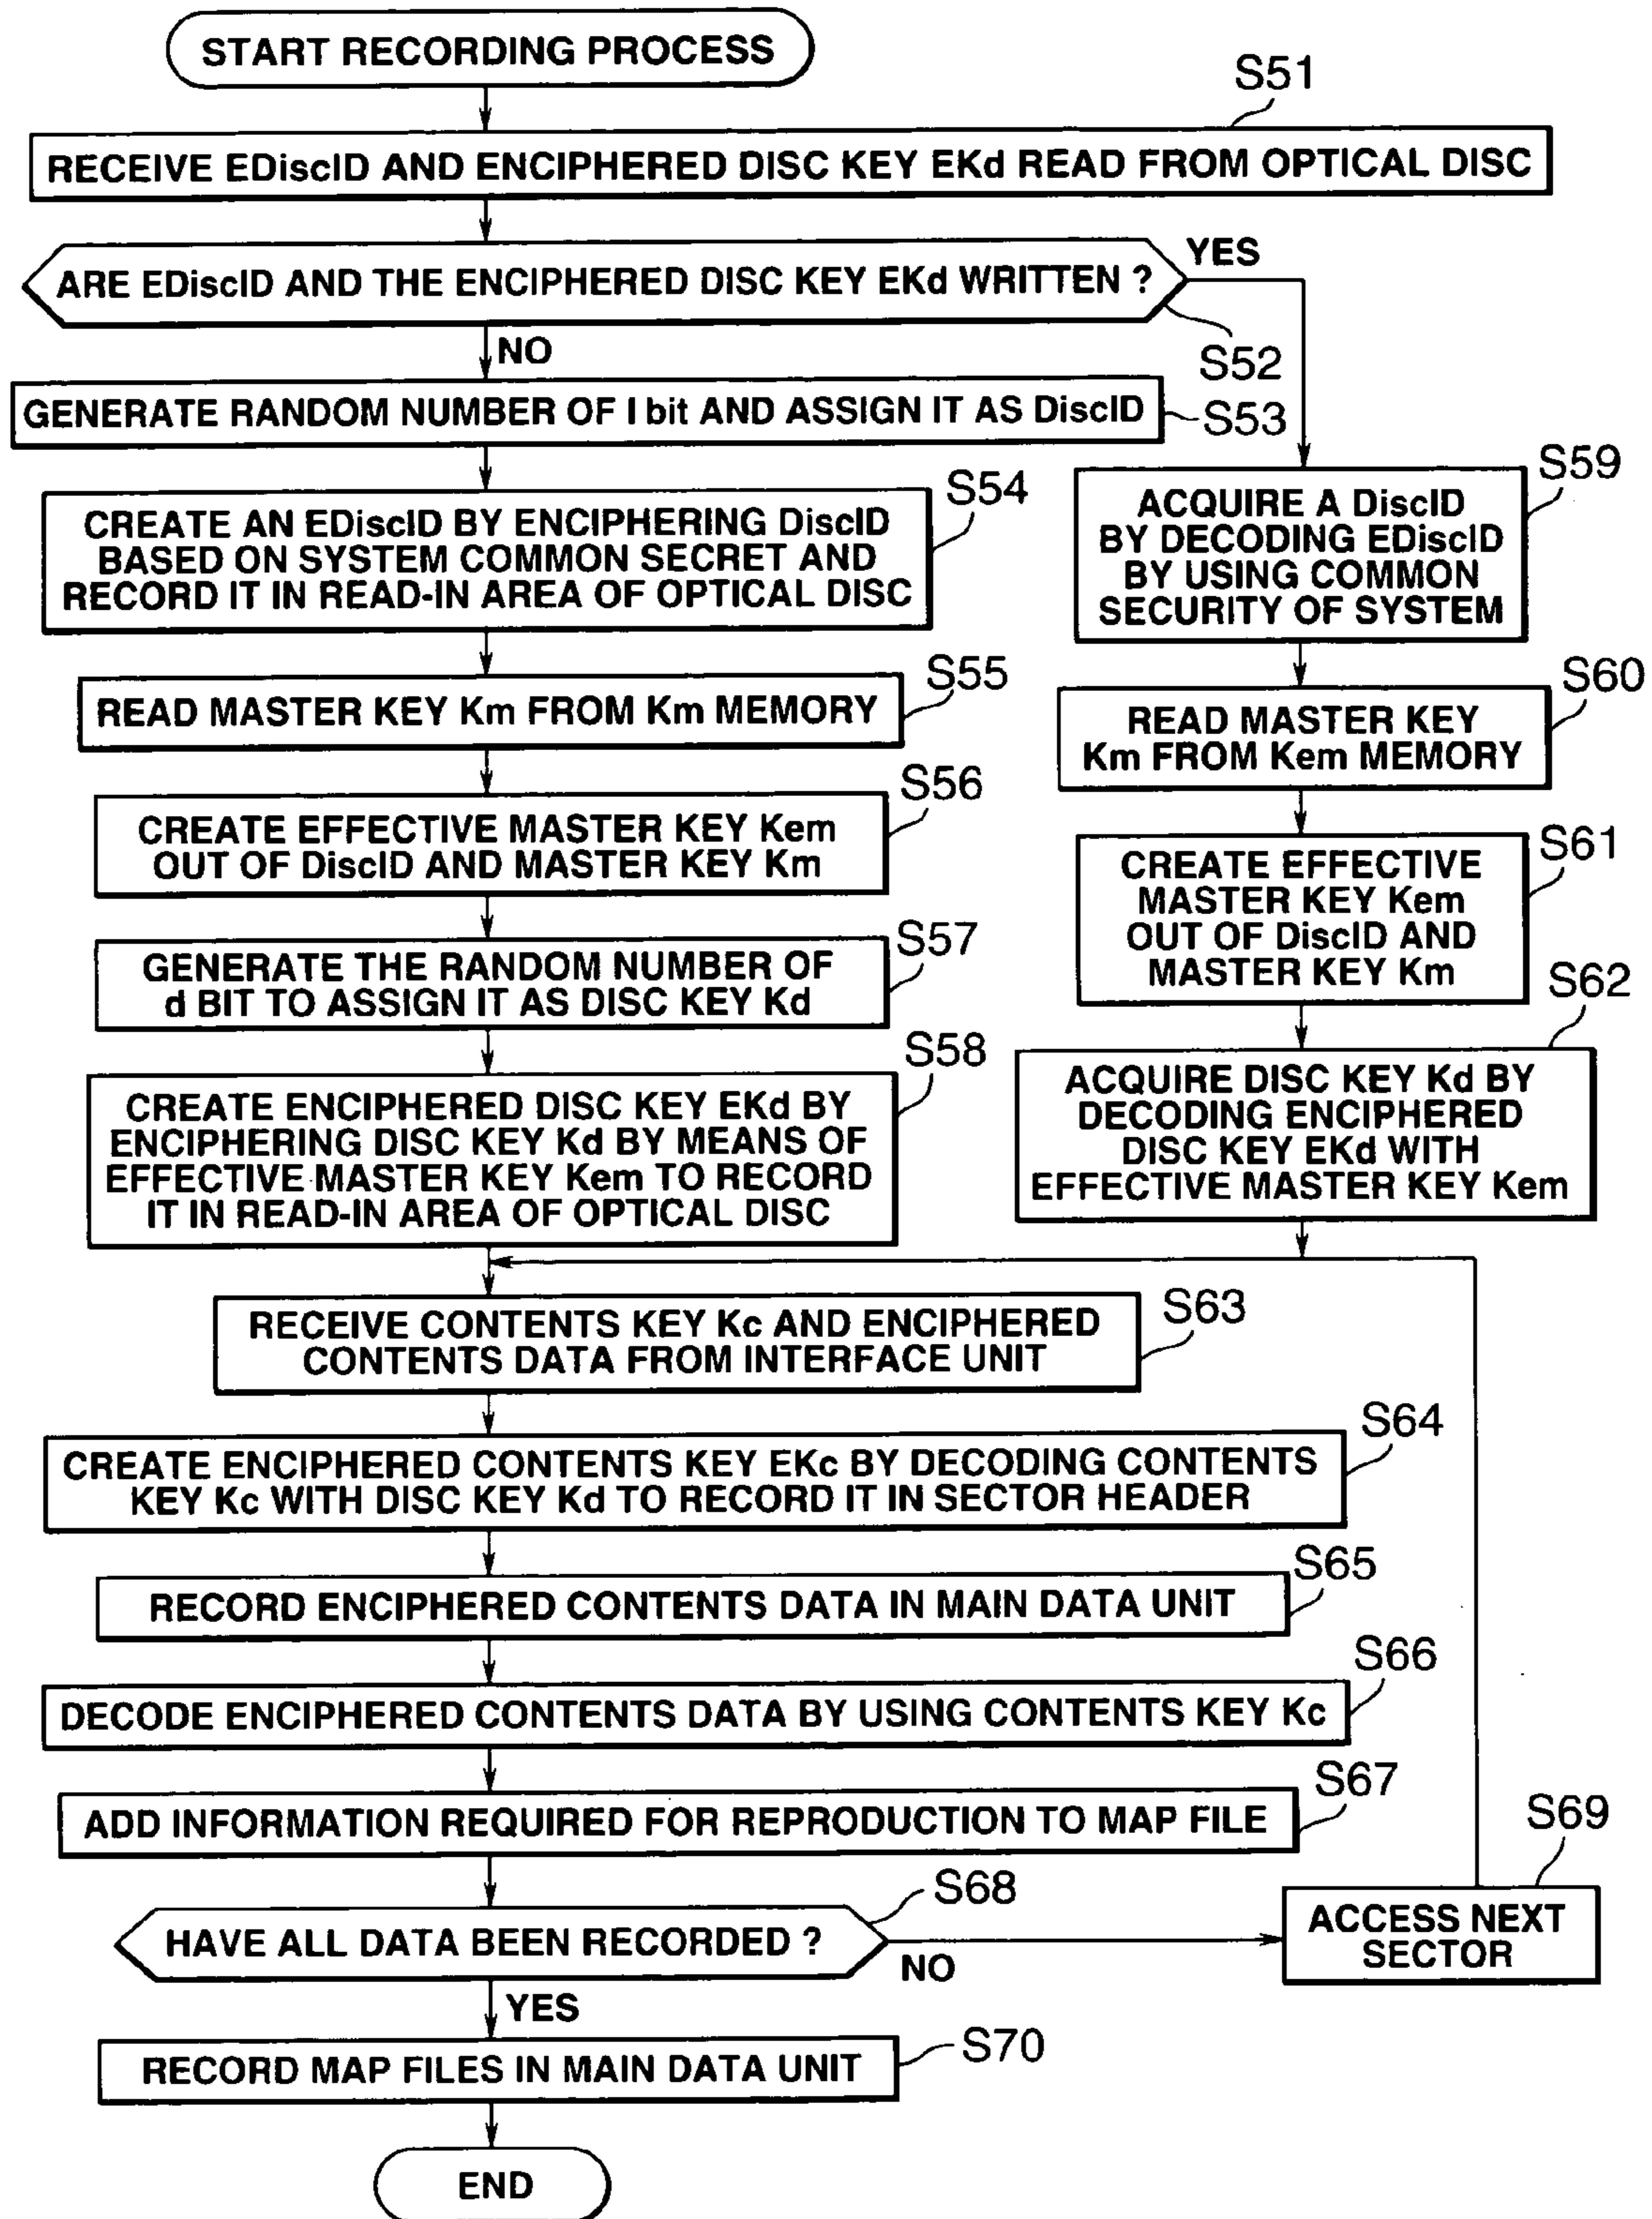 START RECORDING PROCESS
S51
RECEIVE EDiscID AND ENCIPHERED DISC KEY EKd READ FROM OPTICAL DISC
ARE EDiscID AND THE ENCIPHERED DISC KEY EKd WRITTEN ?
YES
S52
NO
GENERATE RANDOM NUMBER OF I bit AND ASSIGN IT AS DiscID
S53
S54
CREATE AN EDiscID BY ENCIPHERING DiscID
BASED ON SYSTEM COMMON SECRET AND
RECORD IT IN READ-IN AREA OF OPTICAL DISC
S55
READ MASTER KEY Km FROM Km MEMORY
S56
CREATE EFFECTIVE MASTER KEY Kem
OUT OF DiscID AND MASTER KEY Km
S57
GENERATE THE RANDOM NUMBER OF
d BIT TO ASSIGN IT AS DISC KEY Kd
S58
CREATE ENCIPHERED DISC KEY EKd BY
ENCIPHERING DISC KEY Kd BY MEANS OF
EFFECTIVE MASTER KEY Kem TO RECORD
IT IN READ-IN AREA OF OPTICAL DISC
S59
ACQUIRE A DiscID
BY DECODING EDiscID
BY USING COMMON
SECURITY OF SYSTEM
S60
READ MASTER KEY
Km FROM Kem MEMORY
S61
CREATE EFFECTIVE
MASTER KEY Kem
OUT OF DiscID AND
MASTER KEY Km
S62
ACQUIRE DISC KEY Kd BY
DECODING ENCIPHERED
DISC KEY EKd WITH
EFFECTIVE MASTER KEY Kem
S63
RECEIVE CONTENTS KEY Kc AND ENCIPHERED
CONTENTS DATA FROM INTERFACE UNIT
S64
CREATE ENCIPHERED CONTENTS KEY EKc BY DECODING CONTENTS
KEY Kc WITH DISC KEY Kd TO RECORD IT IN SECTOR HEADER
S65
RECORD ENCIPHERED CONTENTS DATA IN MAIN DATA UNIT
S66
DECODE ENCIPHERED CONTENTS DATA BY USING CONTENTS KEY Kc
S67
ADD INFORMATION REQUIRED FOR REPRODUCTION TO MAP FILE
S68
HAVE ALL DATA BEEN RECORDED ?
NO
S69
ACCESS NEXT
SECTOR
YES
S70
RECORD MAP FILES IN MAIN DATA UNIT
END